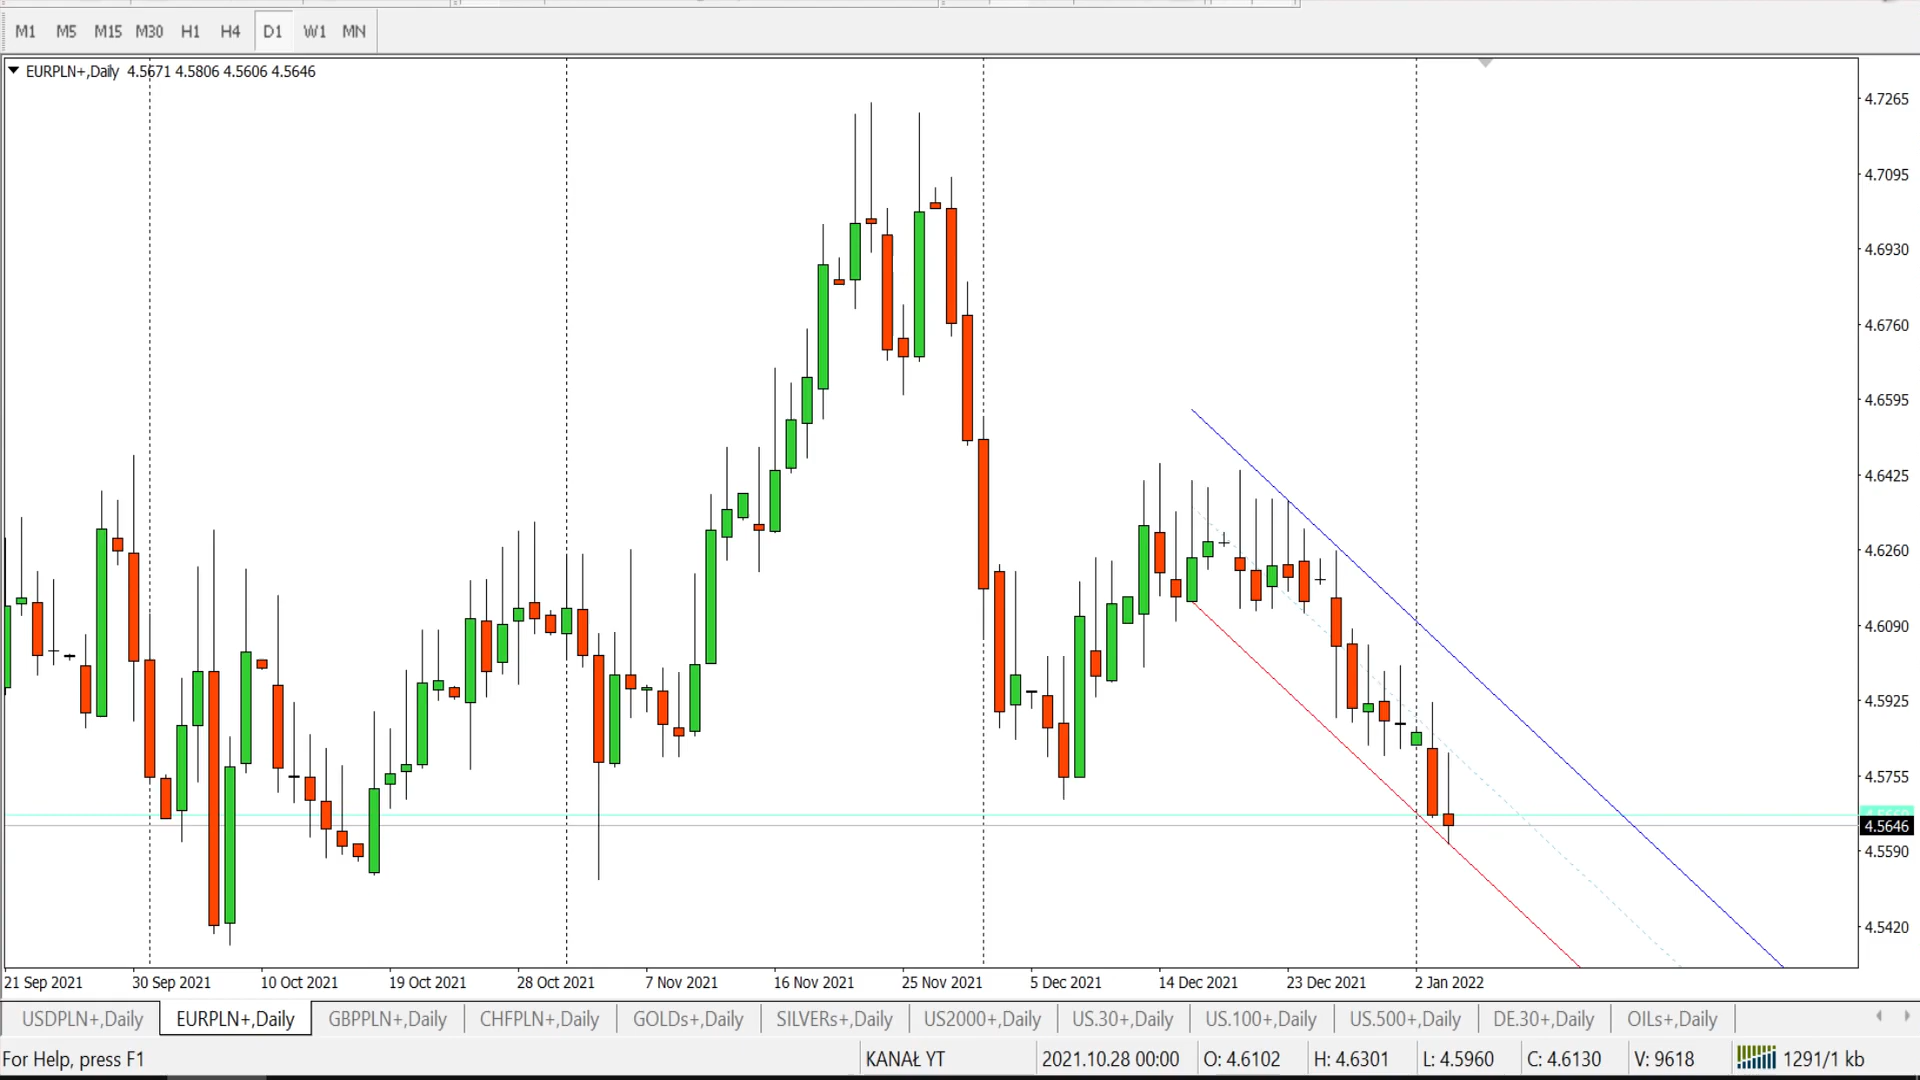 M1 M5 M15 M30 H1 H4 D1 W1 MN
EURPLN+,Daily 4.5671 4.5806 4.5606 4.5646
4.7265
4.7095
4.6930
4.6760
4.6595
4.6425
4.6260
4.6090
4.5925
4.5755
4.5646
4.5590
4.5420
21 Sep 2021 30 Sep 2021 10 Oct 2021 19 Oct 2021 28 Oct 2021 7 Nov 2021 16 Nov 2021 25 Nov 2021 5 Dec 2021 14 Dec 2021 23 Dec 2021 2 Jan 2022
USDPLN+,Daily EURPLN+,Daily GBPPLN+,Daily CHFPLN+,Daily GOLDs+,Daily SILVERs+,Daily US2000+,Daily US.30+,Daily US.100+,Daily US.500+,Daily DE.30+,Daily OILs+,Daily
For Help, press F1 KANAŁ YT 2021.10.28 00:00 O: 4.6102 H: 4.6301 L: 4.5960 C: 4.6130 V: 9618 1291/1 kb